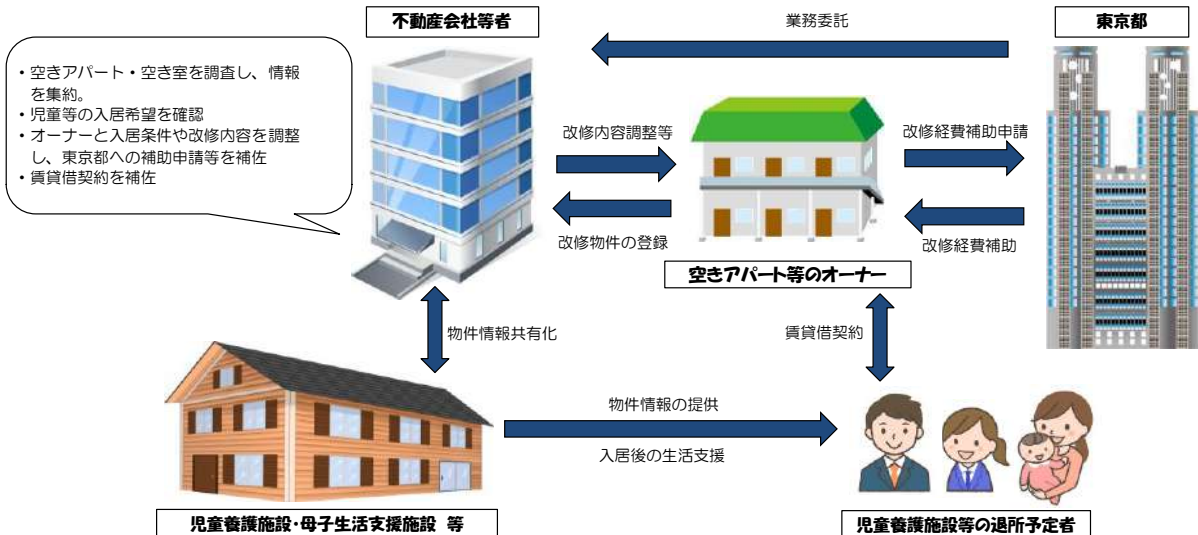 不動産会社等者
業務委託
東京都
・空きアパート・空き室を調査し、情報
を集約。
・児童等の入居希望を確認
・オーナーと入居条件や改修内容を調整
し、東京都への補助申請等を補佐
・賃貸借契約を補佐
改修内容調整等
改修経費補助申請
改修物件の登録
改修経費補助
空きアパート等のオーナー
物件情報共有化
賃貸借契約
物件情報の提供
入居後の生活支援
児童養護施設・母子生活支援施設 等
児童養護施設等の退所予定者